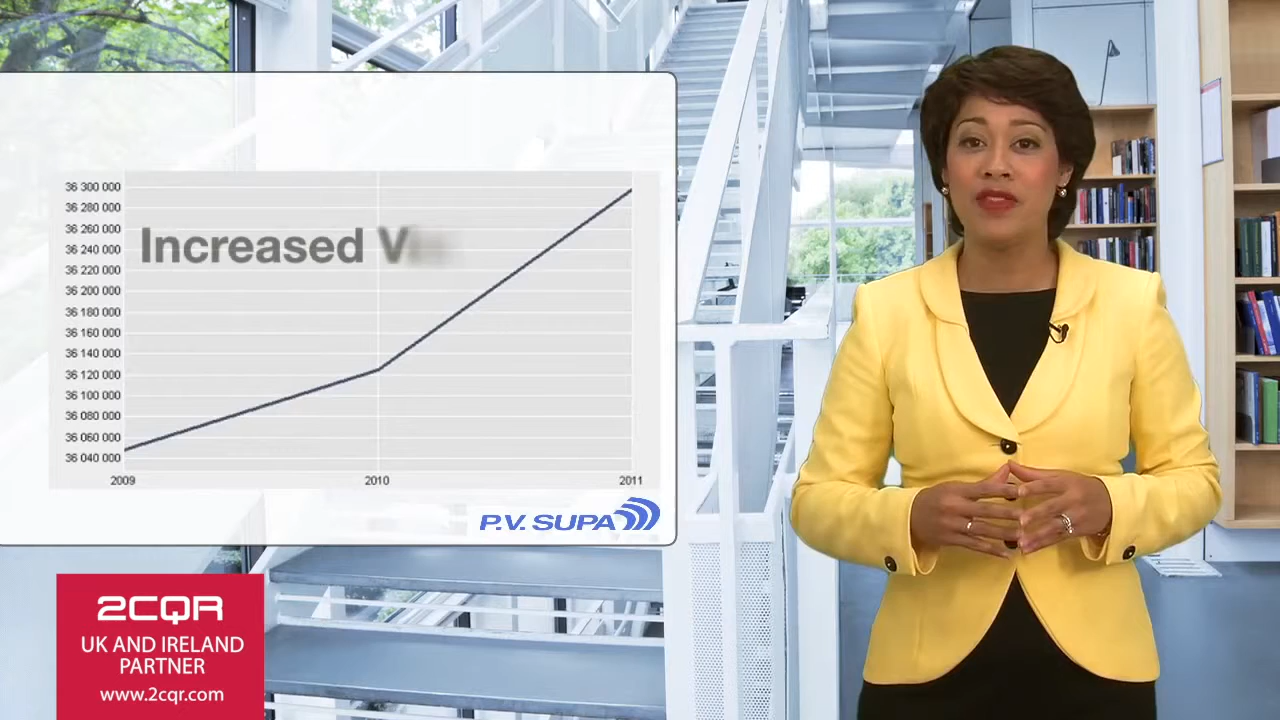 36 300 000
36 280 000
36 260 000
36 240 000
36 220 000
36 200 000
36 180 000
36 160 000
36 140 000
36 120 000
36 100 000
36 080 000
36 060 000
36 040 000
Increased
2009 2010 2011
P.V. SUPA
2CQR
UK AND IRELAND
PARTNER
www.2cqr.com